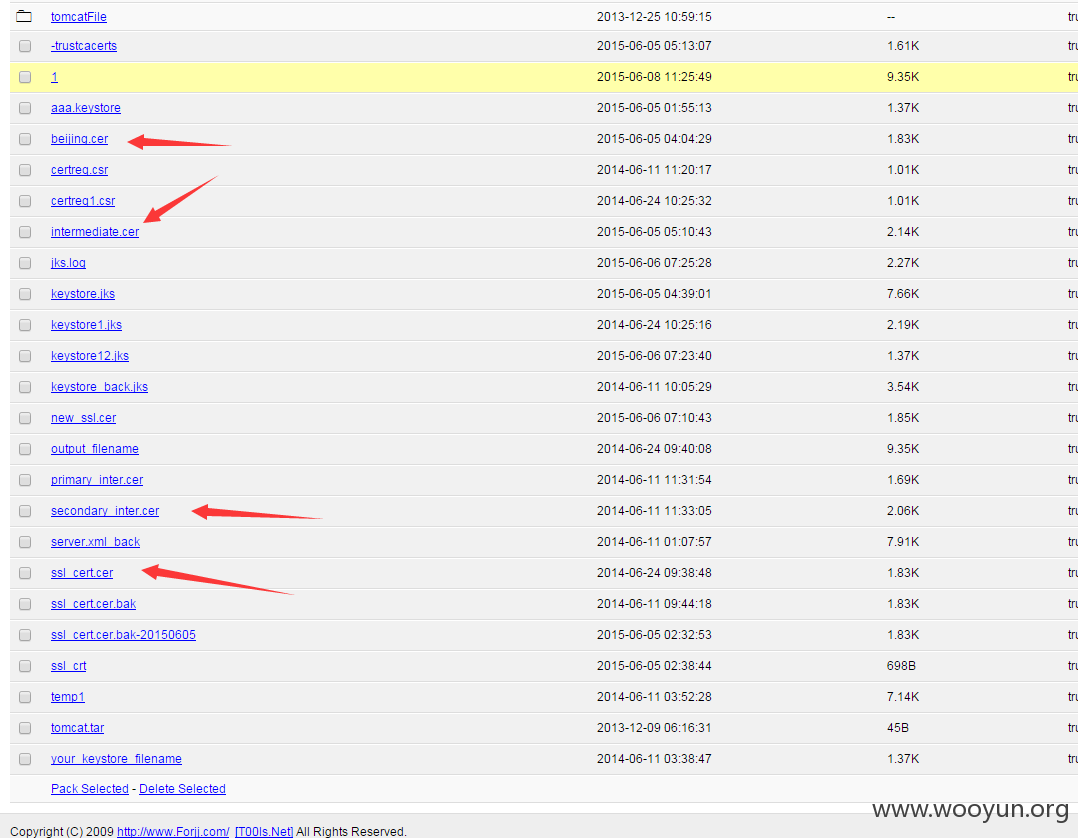 tomcatFile 2013-12-25 10:59:15 -- tru
-trustcacerts 2015-06-05 05:13:07 1.61K tru
1 2015-06-08 11:25:49 9.35K tru
aaa.keystore 2015-06-05 01:55:13 1.37K tru
beijing.cer 2015-06-05 04:04:29 1.83K tru
certreq.csr 2014-06-11 11:20:17 1.01K tru
certreq1.csr 2014-06-24 10:25:32 1.01K tru
intermediate.cer 2015-06-05 05:10:43 2.14K tru
jks.log 2015-06-06 07:25:28 2.27K tru
keystore.jks 2015-06-05 04:39:01 7.66K tru
keystore1.jks 2014-06-24 10:25:16 2.19K tru
keystore12.jks 2015-06-06 07:23:40 1.37K tru
keystore_back.jks 2014-06-11 10:05:29 3.54K tru
new_ssl.cer 2015-06-06 07:10:43 1.85K tru
output_filename 2014-06-24 09:40:08 9.35K tru
primary_inter.cer 2014-06-11 11:31:54 1.69K tru
secondary_inter.cer 2014-06-11 11:33:05 2.06K tru
server.xml_back 2014-06-11 01:07:57 7.91K tru
ssl_cert.cer 2014-06-24 09:38:48 1.83K tru
ssl_cert.cer.bak 2014-06-11 09:44:18 1.83K tru
ssl_cert.cer.bak-20150605 2015-06-05 02:32:53 1.83K tru
ssl_crt 2015-06-05 02:38:44 698B tru
temp1 2014-06-11 03:52:28 7.14K tru
tomcat.tar 2013-12-09 06:16:31 45B tru
your_keystore_filename 2014-06-11 03:38:47 1.37K tru
Pack Selected - Delete Selected
www.wooyun.org
Copyright (C) 2009 http://www.Forjj.com/ [T00ls.Net] All Rights Reserved.